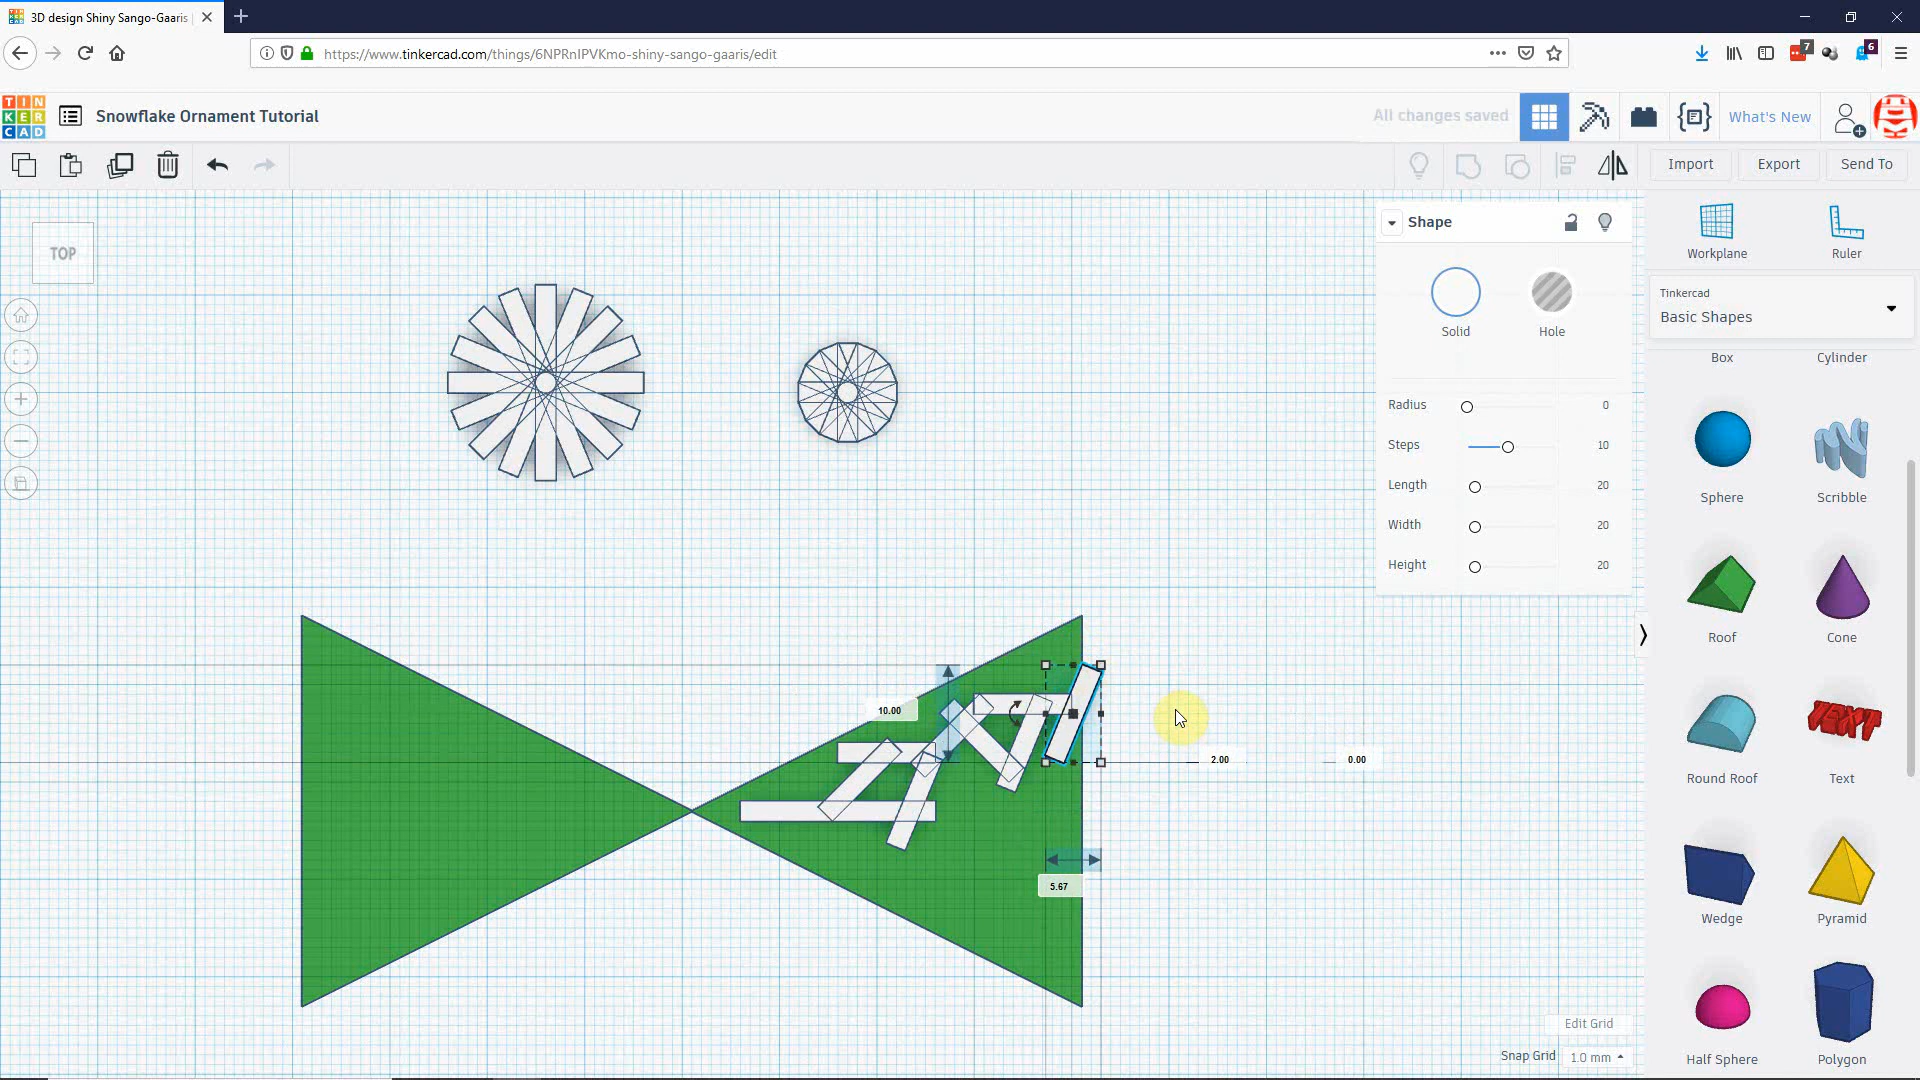 3D design Shiny Sango-Gaaris
https://www.tinkercad.com/things/6NPRnIPVKmo-shiny-sango-gaaris/edit
7
6
TIN
KER
CAD
Snowflake Ornament Tutorial
All changes saved
What's New
Import
Export
Send To
TOP
Shape
Solid
Hole
Radius 0
Steps 10
Length 20
Width 20
Height 20
Workplane
Ruler
Tinkercad
Basic Shapes
Box
Cylinder
Sphere
Scribble
Roof
Cone
TEXT
Round Roof
Text
Wedge
Pyramid
Half Sphere
Polygon
10.00
2.00
0.00
5.67
Edit Grid
Snap Grid 1.0 mm